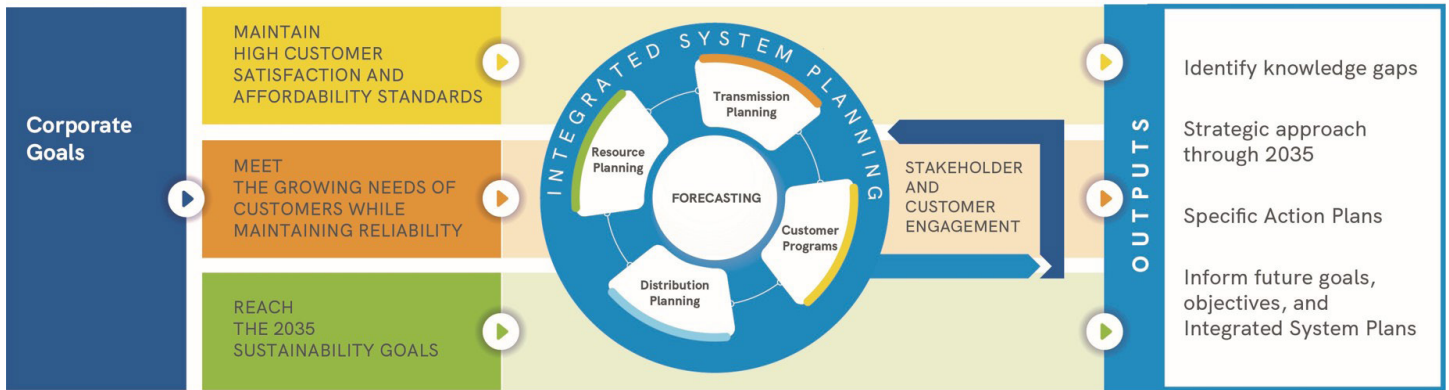 Corporate
Goals
MAINTAIN
HIGH CUSTOMER
SATISFACTION AND
AFFORDABILITY STANDARDS
MEET
THE GROWING NEEDS OF
CUSTOMERS WHILE
MAINTAINING RELIABILITY
REACH
THE 2035
SUSTAINABILITY GOALS
INTEGRATED SYSTEM PLANNING
Transmission
Planning
Resource
Planning
FORECASTING
Customer
Programs
Distribution
Planning
STAKEHOLDER
AND
CUSTOMER
ENGAGEMENT
OUTPUTS
Identify knowledge gaps
Strategic approach
through 2035
Specific Action Plans
Inform future goals,
objectives, and
Integrated System Plans